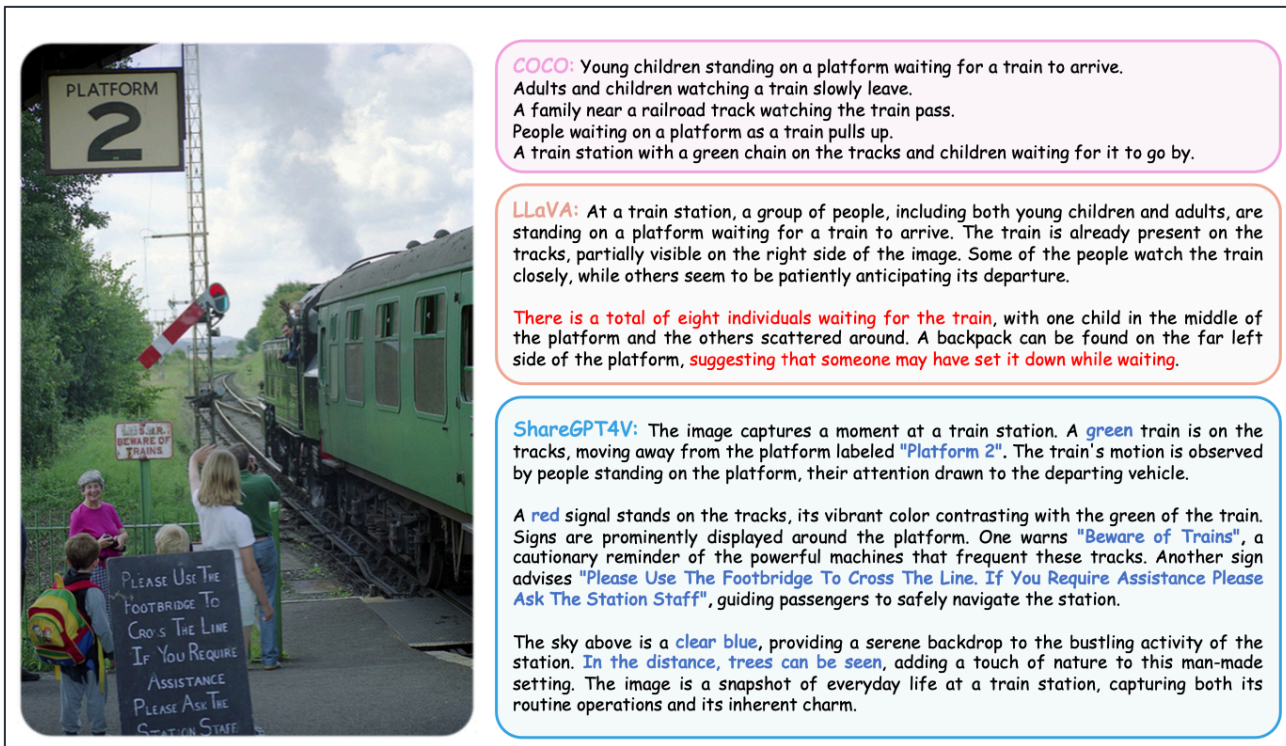 PLATFORM
2
BEWARE OF
TRAINS
PLEASE USE THE
FOOTBRIDGE TO
CROSS THE LINE
IF YOU REQUIRE
ASSISTANCE
PLEASE ASK THE
STATION STAFF
COCO: Young children standing on a platform waiting for a train to arrive.
Adults and children watching a train slowly leave.
A family near a railroad track watching the train pass.
People waiting on a platform as a train pulls up.
A train station with a green chain on the tracks and children waiting for it to go by.
LLaVA: At a train station, a group of people, including both young children and adults, are
standing on a platform waiting for a train to arrive. The train is already present on the
tracks, partially visible on the right side of the image. Some of the people watch the train
closely, while others seem to be patiently anticipating its departure.
There is a total of eight individuals waiting for the train, with one child in the middle of
the platform and the others scattered around. A backpack can be found on the far left
side of the platform, suggesting that someone may have set it down while waiting.
ShareGPT4V: The image captures a moment at a train station. A green train is on the
tracks, moving away from the platform labeled "Platform 2". The train's motion is observed
by people standing on the platform, their attention drawn to the departing vehicle.
A red signal stands on the tracks, its vibrant color contrasting with the green of the train.
Signs are prominently displayed around the platform. One warns "Beware of Trains", a
cautionary reminder of the powerful machines that frequent these tracks. Another sign
advises "Please Use The Footbridge To Cross The Line. If You Require Assistance Please
Ask The Station Staff", guiding passengers to safely navigate the station.
The sky above is a clear blue, providing a serene backdrop to the bustling activity of the
station. In the distance, trees can be seen, adding a touch of nature to this man-made
setting. The image is a snapshot of everyday life at a train station, capturing both its
routine operations and its inherent charm.